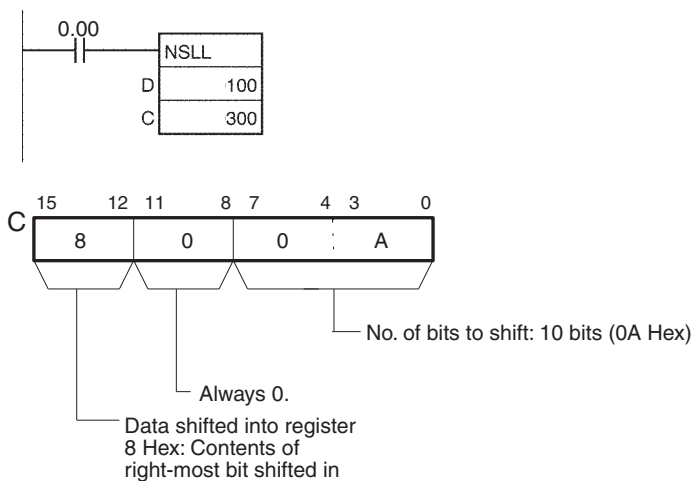 0.00
NSLL
D 100
C 300
15 12 11 8 7 4 3 0
C 8 0 0 A
No. of bits to shift: 10 bits (0A Hex)
Always 0.
Data shifted into register
8 Hex: Contents of
right-most bit shifted in